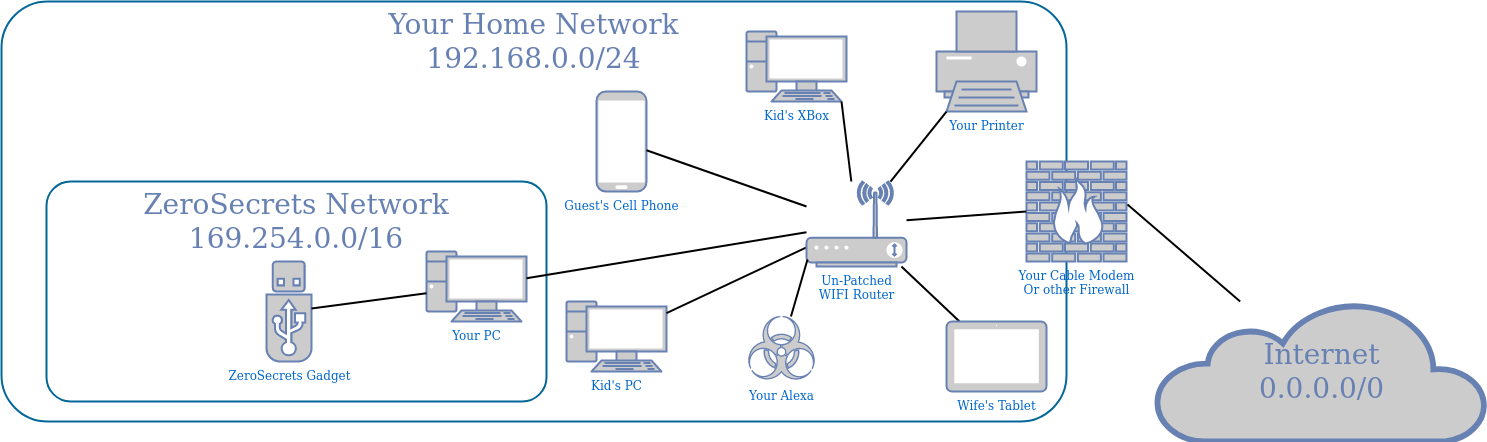 Your Home Network
192.168.0.0/24
Kid's XBox
Your Printer
Guest's Cell Phone
ZeroSecrets Network
169.254.0.0/16
Your PC
ZeroSecrets Gadget
Kid's PC
Un-Patched
WIFI Router
Your Alexa
Wife's Tablet
Your Cable Modem
Or other Firewall
Internet
0.0.0.0/0